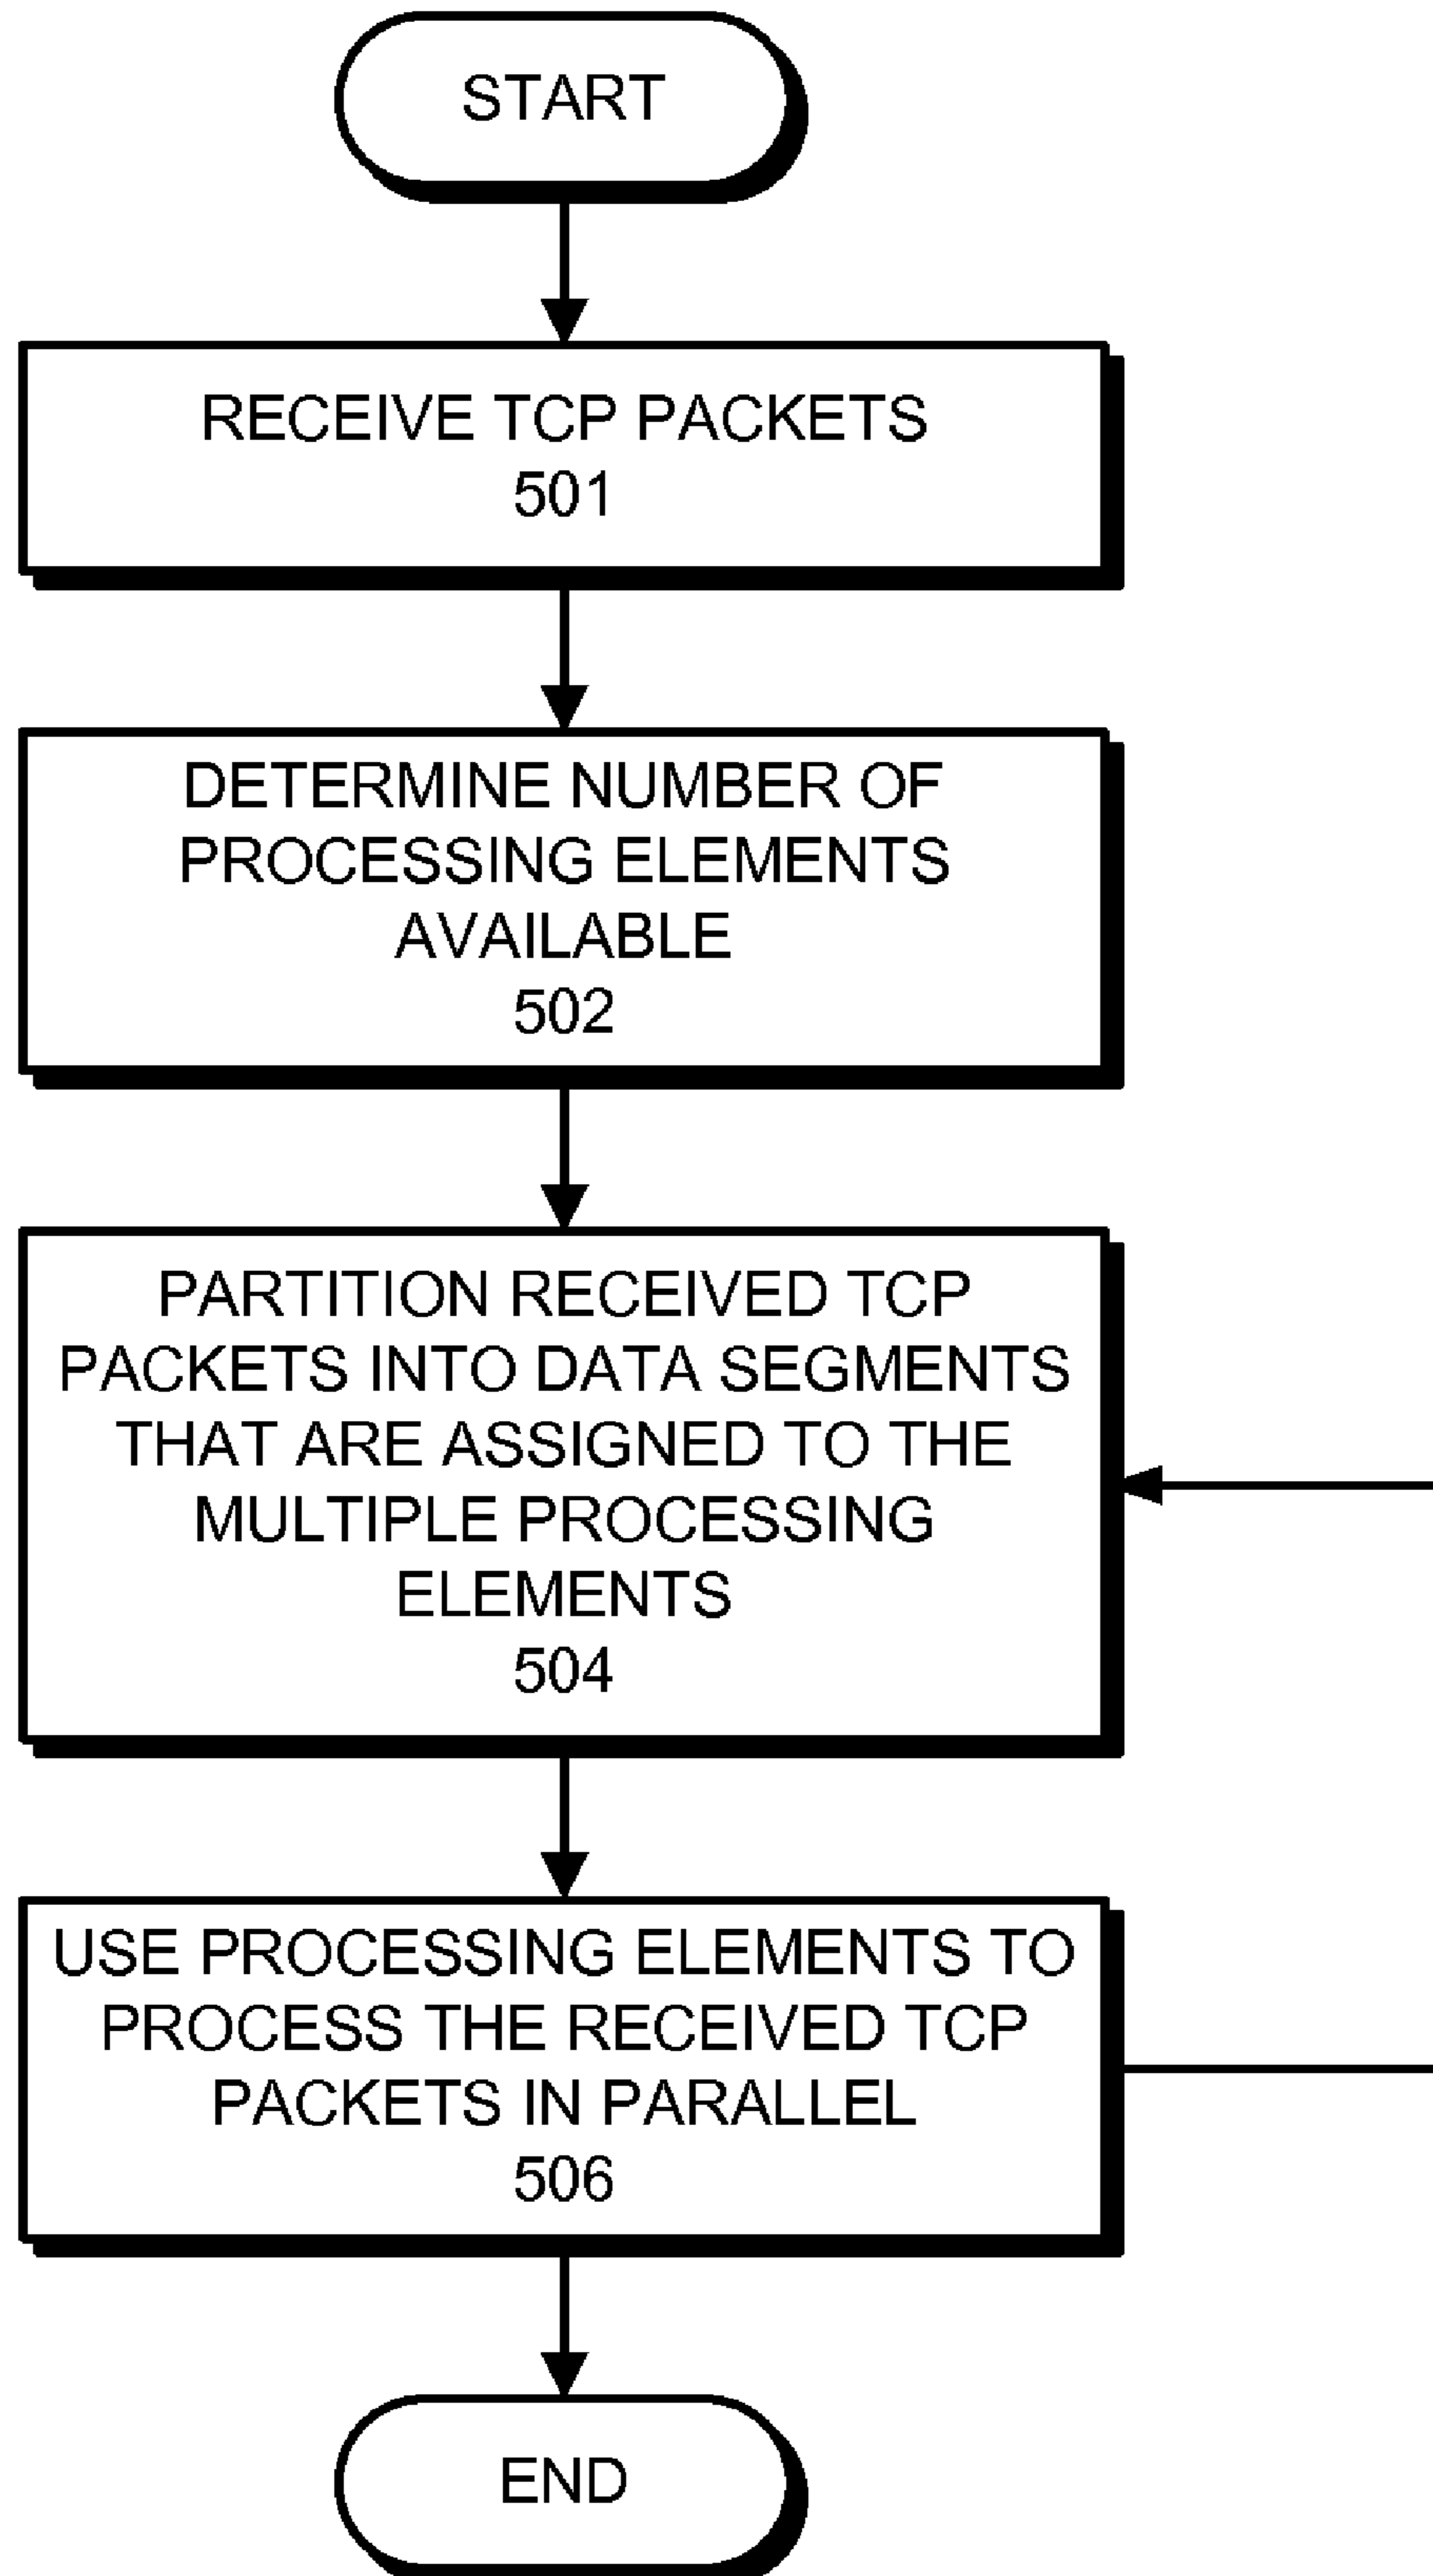 START
RECEIVE TCP PACKETS
501
DETERMINE NUMBER OF
PROCESSING ELEMENTS
AVAILABLE
502
PARTITION RECEIVED TCP
PACKETS INTO DATA SEGMENTS
THAT ARE ASSIGNED TO THE
MULTIPLE PROCESSING
ELEMENTS
504
USE PROCESSING ELEMENTS TO
PROCESS THE RECEIVED TCP
PACKETS IN PARALLEL
506
END